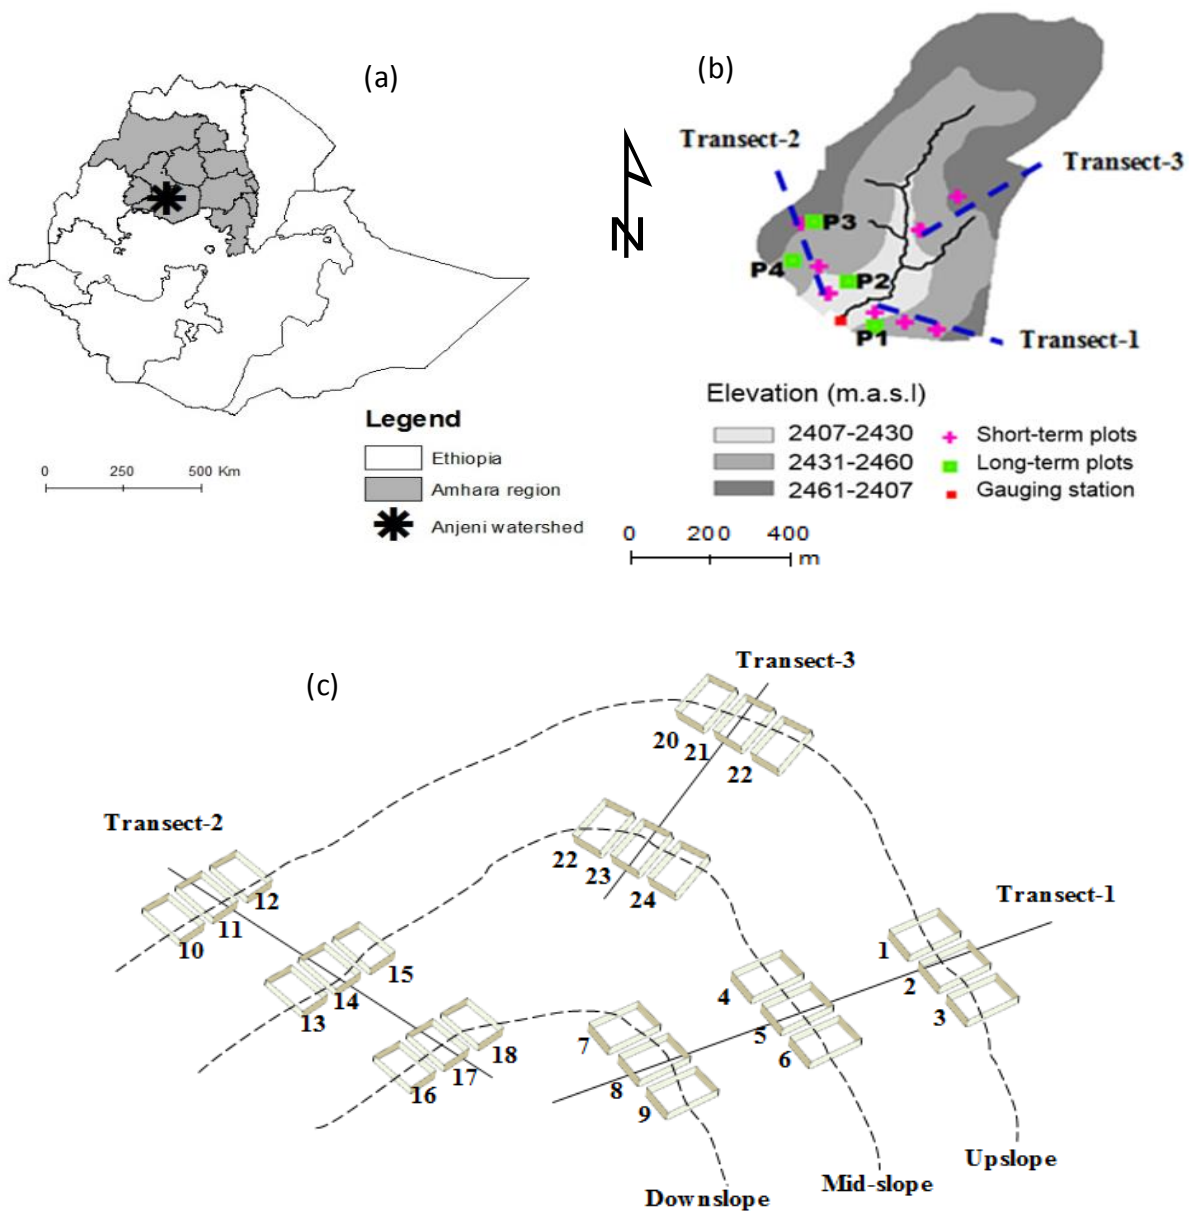 (a)
Legend
Ethiopia
Amhara region
Anjeni watershed
0 250 500 Km
(b)
N
Transect-2
Transect-3
P3
P4
P2
P1
Transect-1
Elevation (m.a.s.l)
2407-2430
2431-2460
2461-2407
Short-term plots
Long-term plots
Gauging station
0 200 400
m
(c)
Transect-3
20
21
22
Transect-2
22
23
24
12
11
10
15
14
13
18
17
16
Transect-1
1
2
3
4
5
6
7
8
9
Upslope
Mid-slope
Downslope